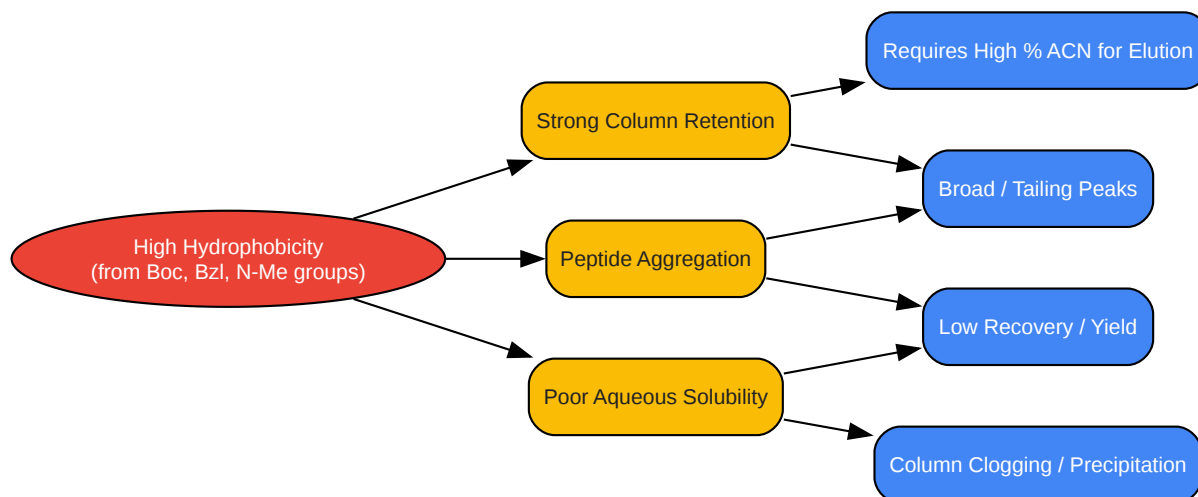 High Hydrophobicity
(from Boc, Bzl, N-Me groups)
Strong Column Retention
Peptide Aggregation
Poor Aqueous Solubility
Requires High % ACN for Elution
Broad / Tailing Peaks
Low Recovery / Yield
Column Clogging / Precipitation